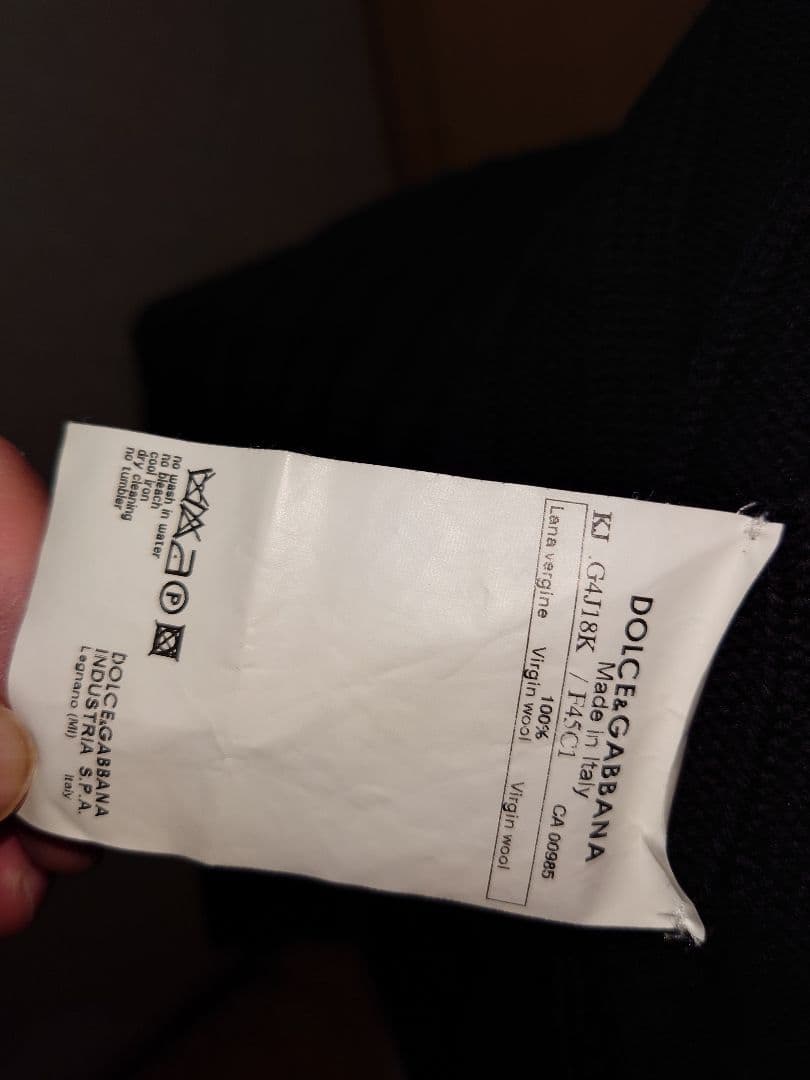 DOLCE&GABBANA
Made in Italy
KJ .G4J18K / F45C1 CA 00985
100%
Lana vergine Virgin wool Virgin wool
P
no wash in water
no bleach
cool iron
dry cleaning
no tumbler
DOLCE&GABBANA
INDUSTRIA S.P.A.
Legnano (MI) Italy